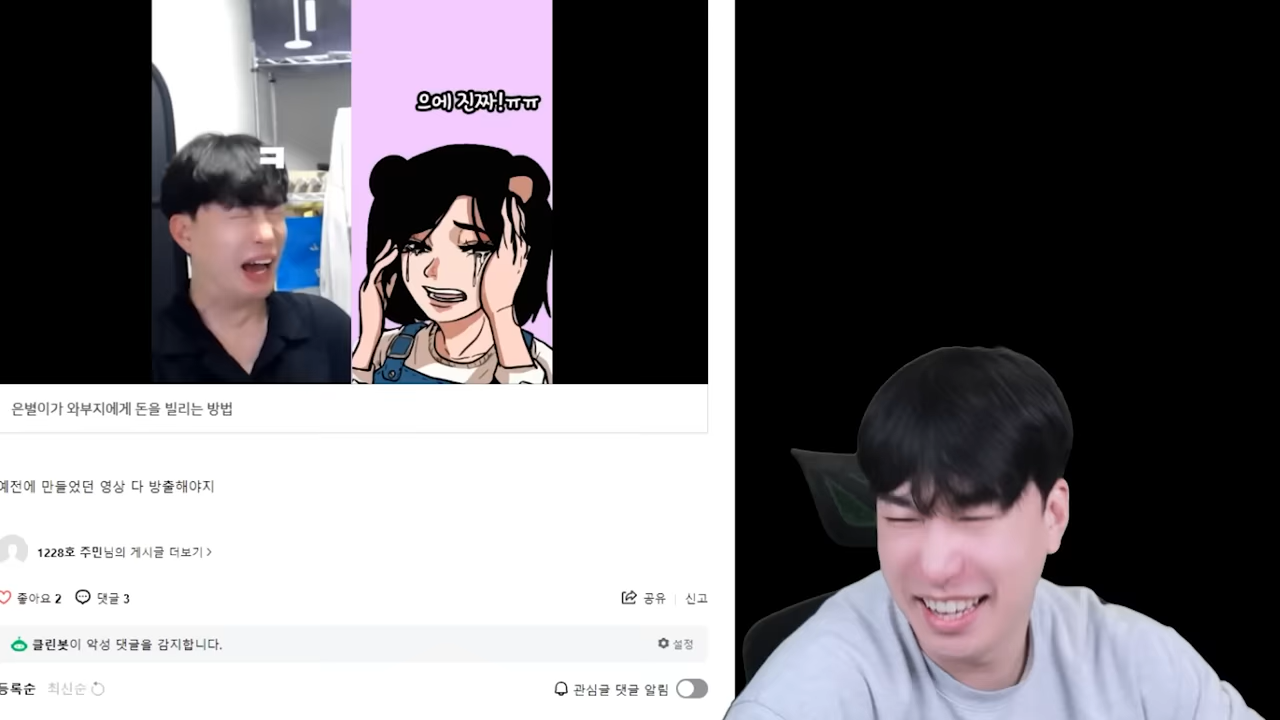 으에 진짜!ㅠㅠ
ㅋ
은별이가 와부지에게 돈을 빌리는 방법
예전에 만들었던 영상 다 방출해야지
1228호 주민님의 게시글 더보기 >
좋아요 2 댓글 3
공유 신고
클린봇이 악성 댓글을 감지합니다.
설정
등록순 최신순
관심글 댓글 알림